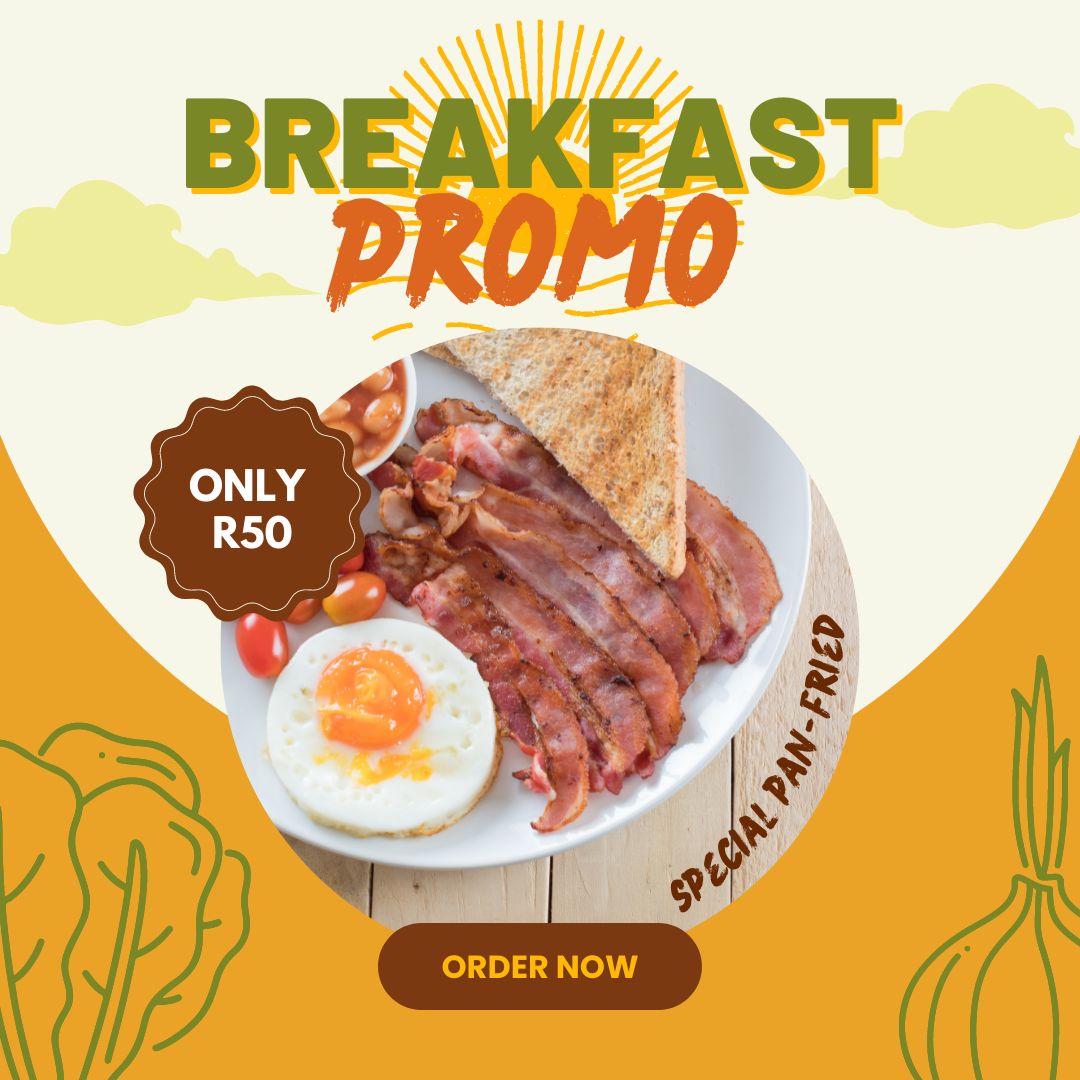 BREAKFAST
PROMO
ONLY
R50
SPECIAL PAN-FRIED
ORDER NOW